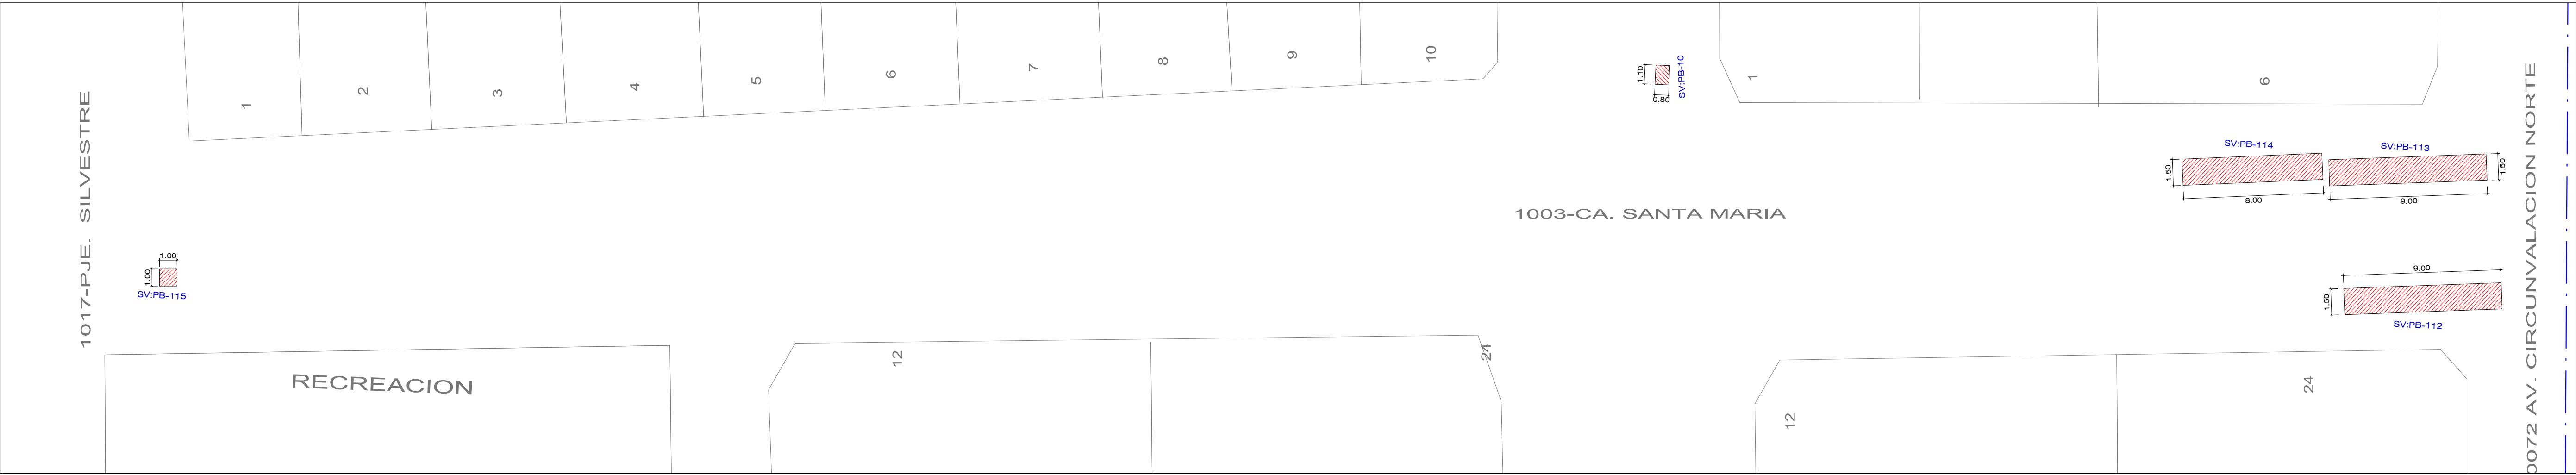 1017-PJE. SILVESTRE
1
2
3
4
5
6
7
8
9
10
1.10
0.80
SV:PB-10
1
6
SV:PB-114
1.50
8.00
SV:PB-113
1.50
9.00
1003-CA. SANTA MARIA
0072 AV. CIRCUNVALACION NORTE
1.00
1.00
SV:PB-115
9.00
1.50
SV:PB-112
RECREACION
12
24
12
24